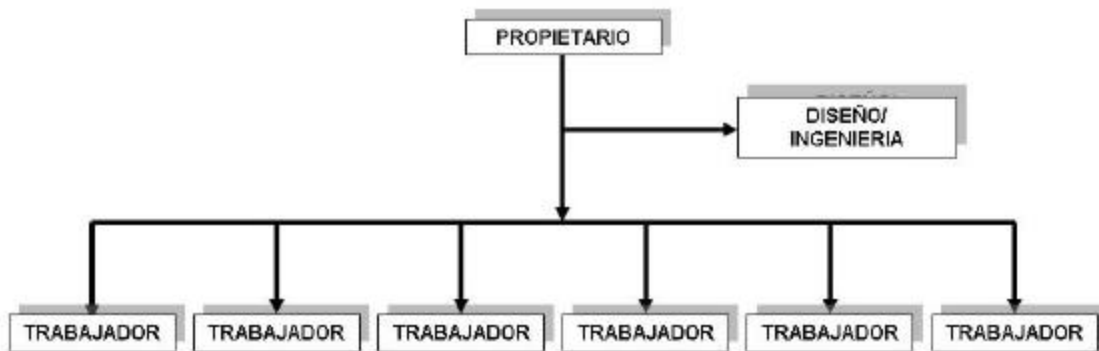 PROPIETARIO
DISEÑO/
INGENIERIA
TRABAJADOR
TRABAJADOR
TRABAJADOR
TRABAJADOR
TRABAJADOR
TRABAJADOR